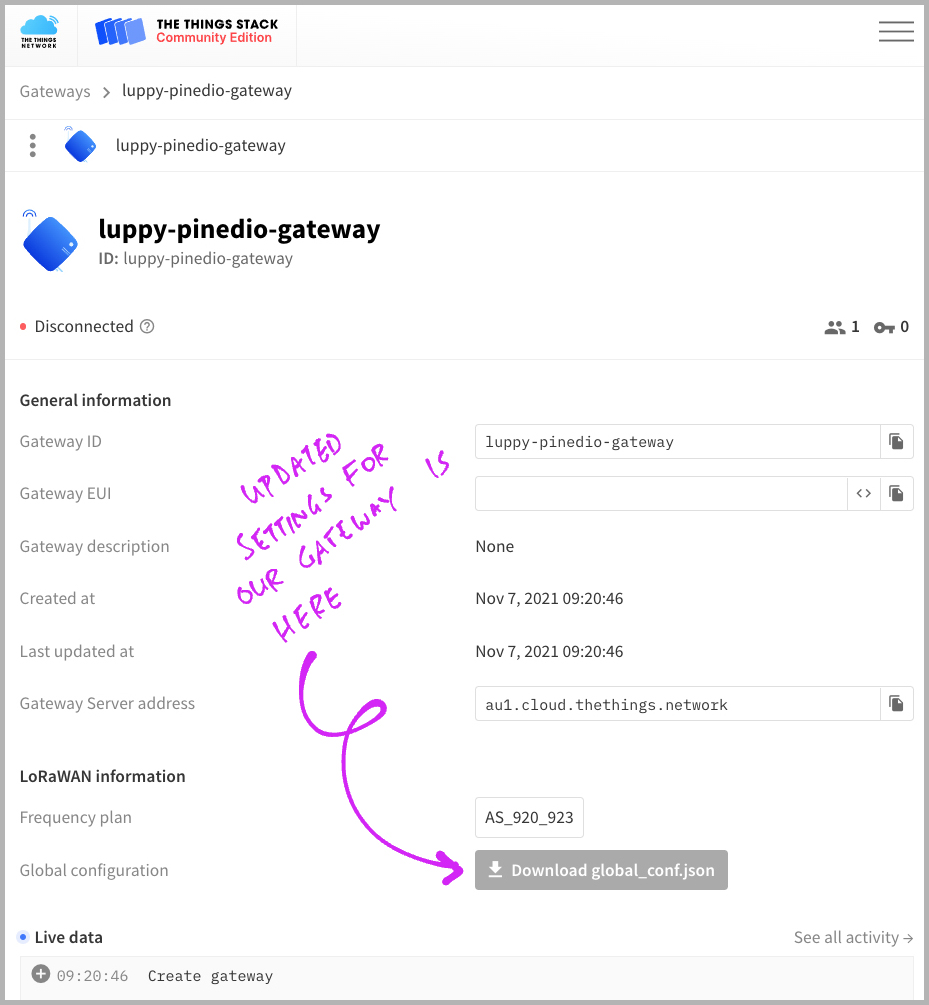 THE THINGS NETWORK
THE THINGS STACK
Community Edition
Gateways > luppy-pinedio-gateway
luppy-pinedio-gateway
luppy-pinedio-gateway
ID: luppy-pinedio-gateway
Disconnected ? 1 0
General information
Gateway ID luppy-pinedio-gateway
Gateway EUI <>
Gateway description None
Created at Nov 7, 2021 09:20:46
Last updated at Nov 7, 2021 09:20:46
Gateway Server address au1.cloud.thethings.network
UPDATED
SETTINGS FOR
OUR GATEWAY IS
HERE
LoRaWAN information
Frequency plan AS_920_923
Global configuration Download global_conf.json
Live data See all activity →
09:20:46 Create gateway